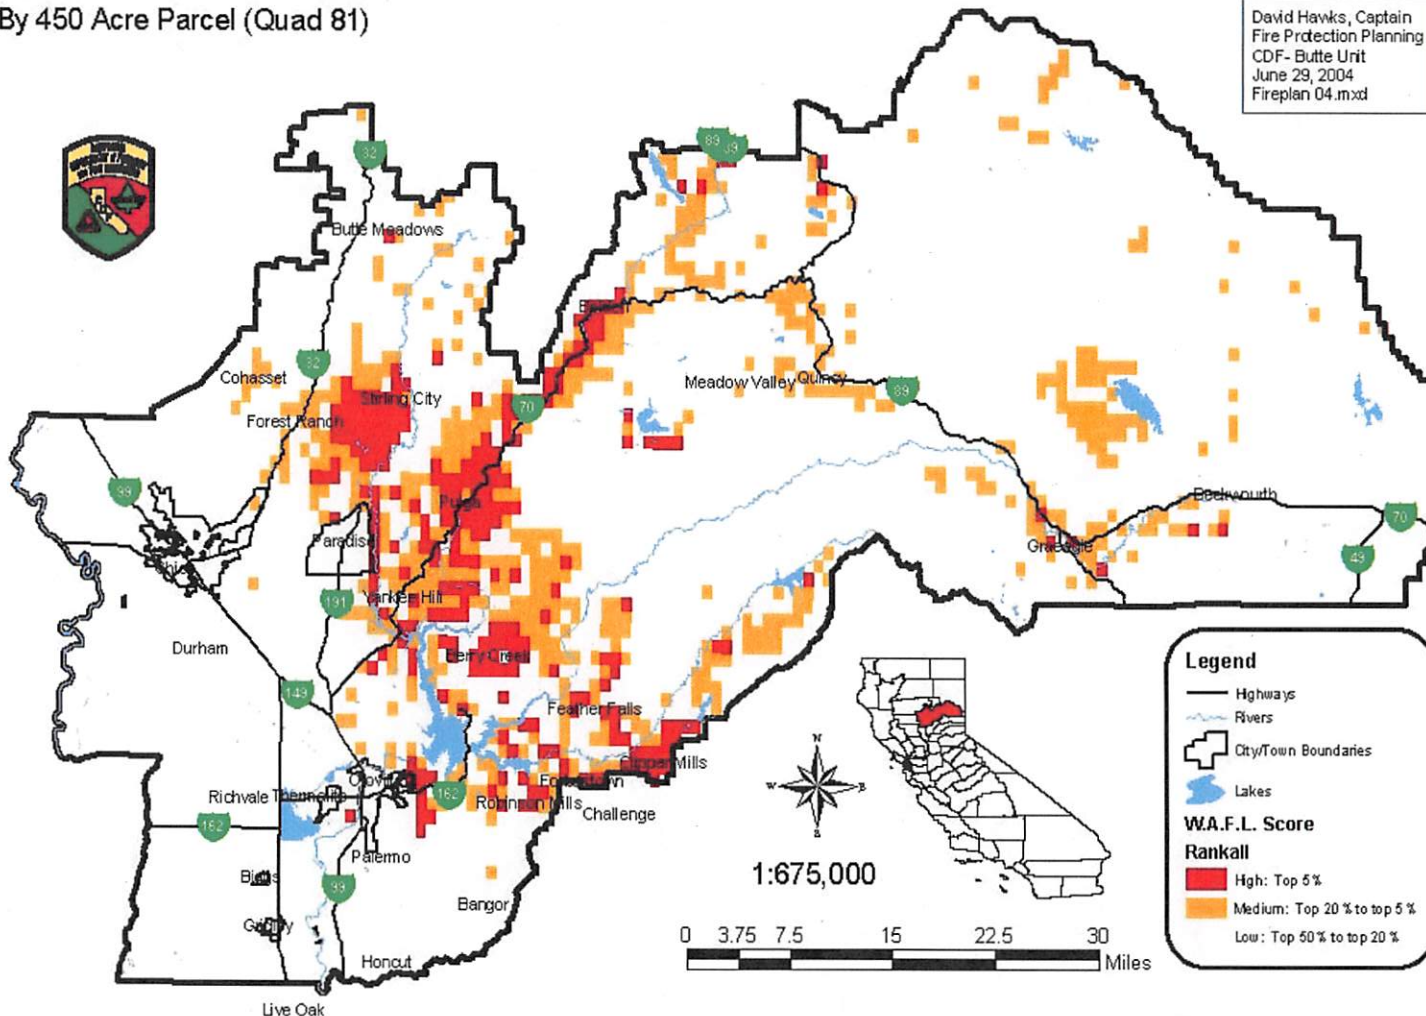 By 450 Acre Parcel (Quad 81)
David Hawks, Captain
Fire Protection Planning
CDF- Butte Unit
June 29, 2004
Fireplan 04.mxd
32
89
Butte Meadows
Cohasset
32
Stirling City
Forest Ranch
70
Meadow Valley
Quincy
89
99
Paradise
Beckwourth
70
Graeagle
49
191
Yankee Hill
Durham
Berry Creek
149
Feather Falls
Clipper Mills
Richvale
Thermalito
162
Robinson Mills
Challenge
162
Palermo
99
Biggs
Gridley
Bangor
Honcut
Live Oak
N
W
E
S
1:675,000
0 3.75 7.5 15 22.5 30
Miles
Legend
Highways
Rivers
City/Town Boundaries
Lakes
W.A.F.L. Score
Rankall
High: Top 5%
Medium: Top 20% to top 5%
Low: Top 50% to top 20%